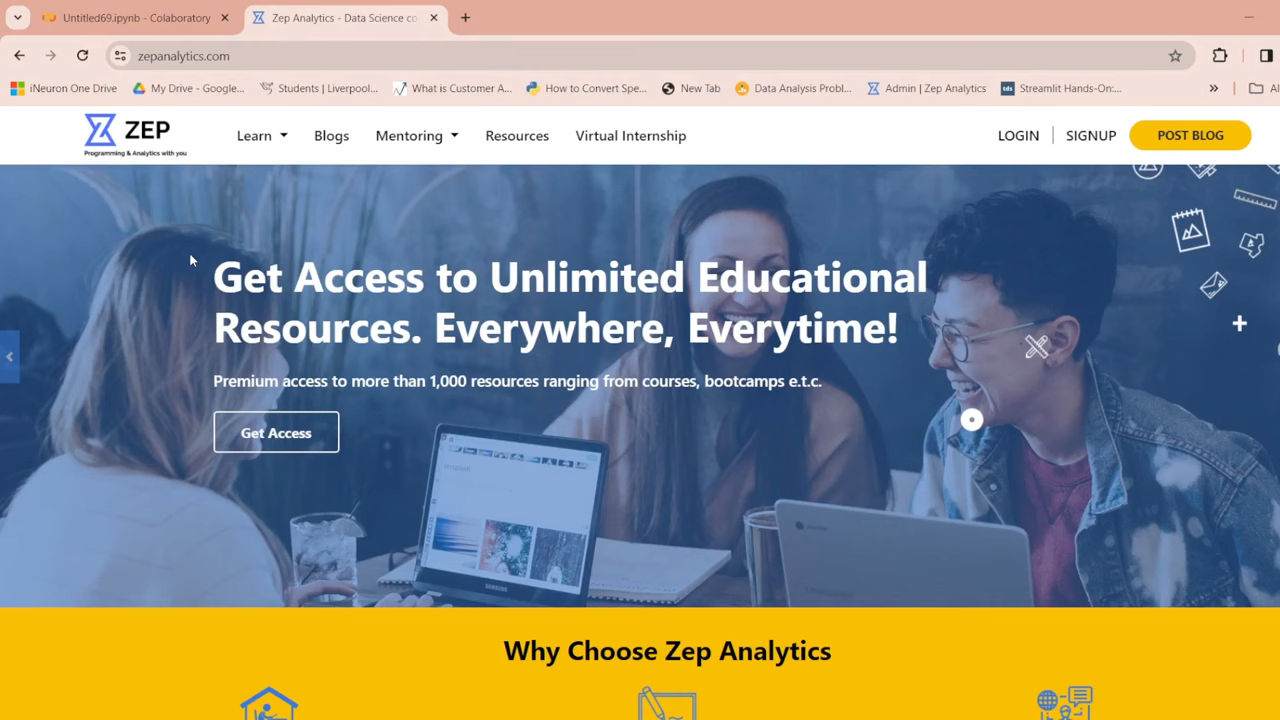 Untitled69.ipynb - Colaboratory
Zep Analytics - Data Science co
zepanalytics.com
iNeuron One Drive
My Drive - Google...
Students | Liverpool...
What is Customer A...
How to Convert Spe...
New Tab
Data Analysis Probl...
Admin | Zep Analytics
tds
Streamlit Hands-On:...
»
Al
ZEP
Programming & Analytics with you
Learn
Blogs
Mentoring
Resources
Virtual Internship
LOGIN
SIGNUP
POST BLOG
Get Access to Unlimited Educational
Resources. Everywhere, Everytime!
Premium access to more than 1,000 resources ranging from courses, bootcamps e.t.c.
Get Access
SAMSUNG
Why Choose Zep Analytics